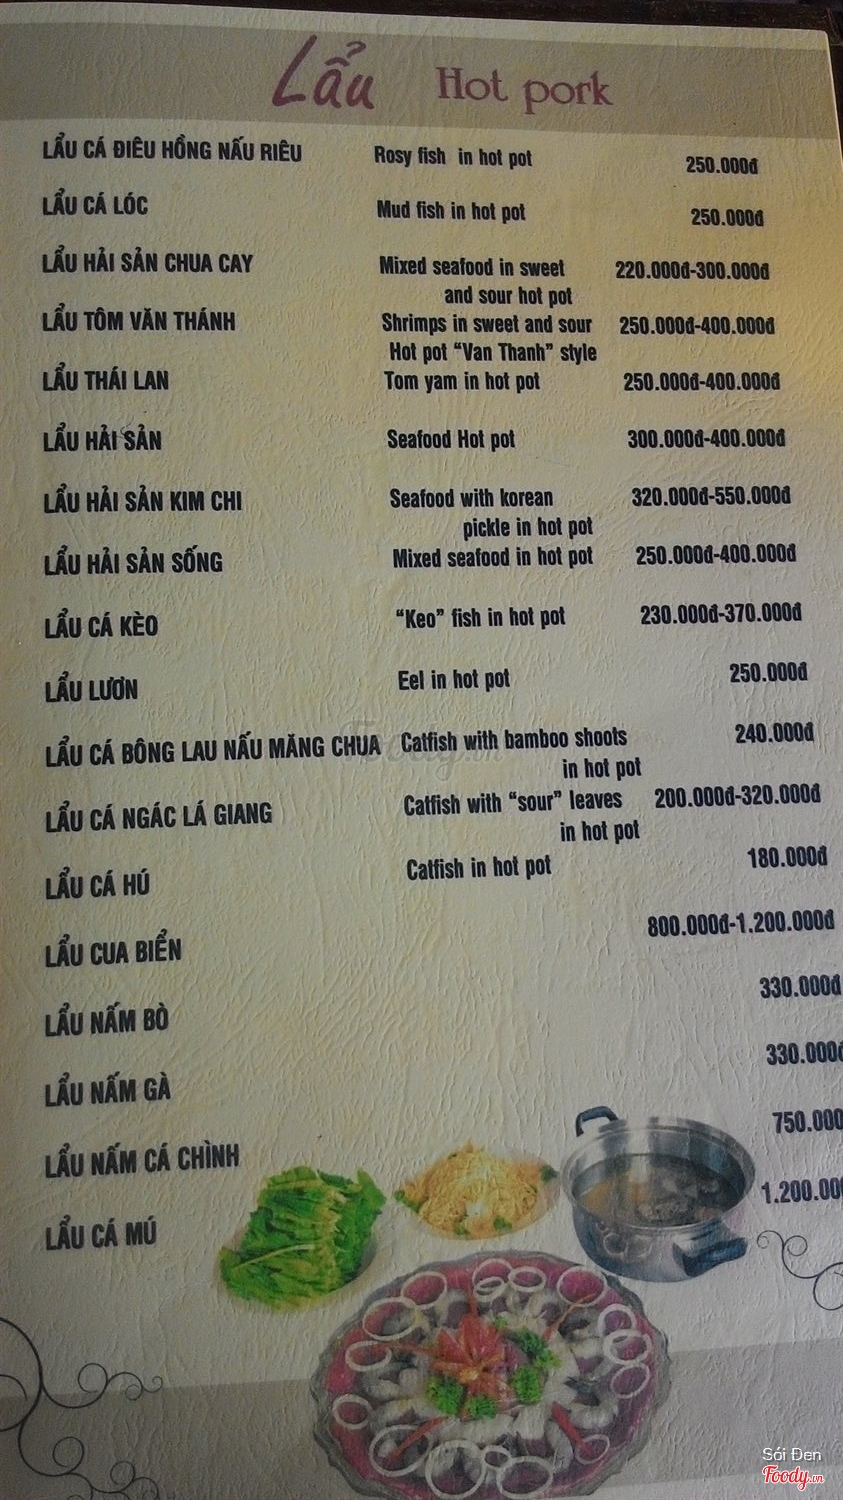 Lẩu Hot pork
LẨU CÁ ĐIÊU HỒNG NẤU RIÊU Rosy fish in hot pot 250.000đ
LẨU CÁ LÓC Mud fish in hot pot 250.000đ
LẨU HẢI SẢN CHUA CAY Mixed seafood in sweet 220.000đ-300.000đ
and sour hot pot
LẨU TÔM VĂN THÁNH Shrimps in sweet and sour 250.000đ-400.000đ
Hot pot “Van Thanh” style
LẨU THÁI LAN Tom yam in hot pot 250.000đ-400.000đ
LẨU HẢI SẢN Seafood Hot pot 300.000đ-400.000đ
LẨU HẢI SẢN KIM CHI Seafood with korean 320.000đ-550.000đ
pickle in hot pot
LẨU HẢI SẢN SỐNG Mixed seafood in hot pot 250.000đ-400.000đ
LẨU CÁ KÈO “Keo” fish in hot pot 230.000đ-370.000đ
LẨU LƯƠN Eel in hot pot 250.000đ
LẨU CÁ BÔNG LAU NẤU MĂNG CHUA Catfish with bamboo shoots 240.000đ
in hot pot
LẨU CÁ NGÁC LÁ GIANG Catfish with “sour” leaves 200.000đ-320.000đ
in hot pot
LẨU CÁ HÚ Catfish in hot pot 180.000đ
LẨU CUA BIỂN 800.000đ-1.200.000đ
LẨU NẤM BÒ 330.000đ
LẨU NẤM GÀ 330.000đ
LẨU NẤM CÁ CHÌNH 750.000
LẨU CÁ MÚ 1.200.00
Foody.vn
Sói Đen
Foody.vn